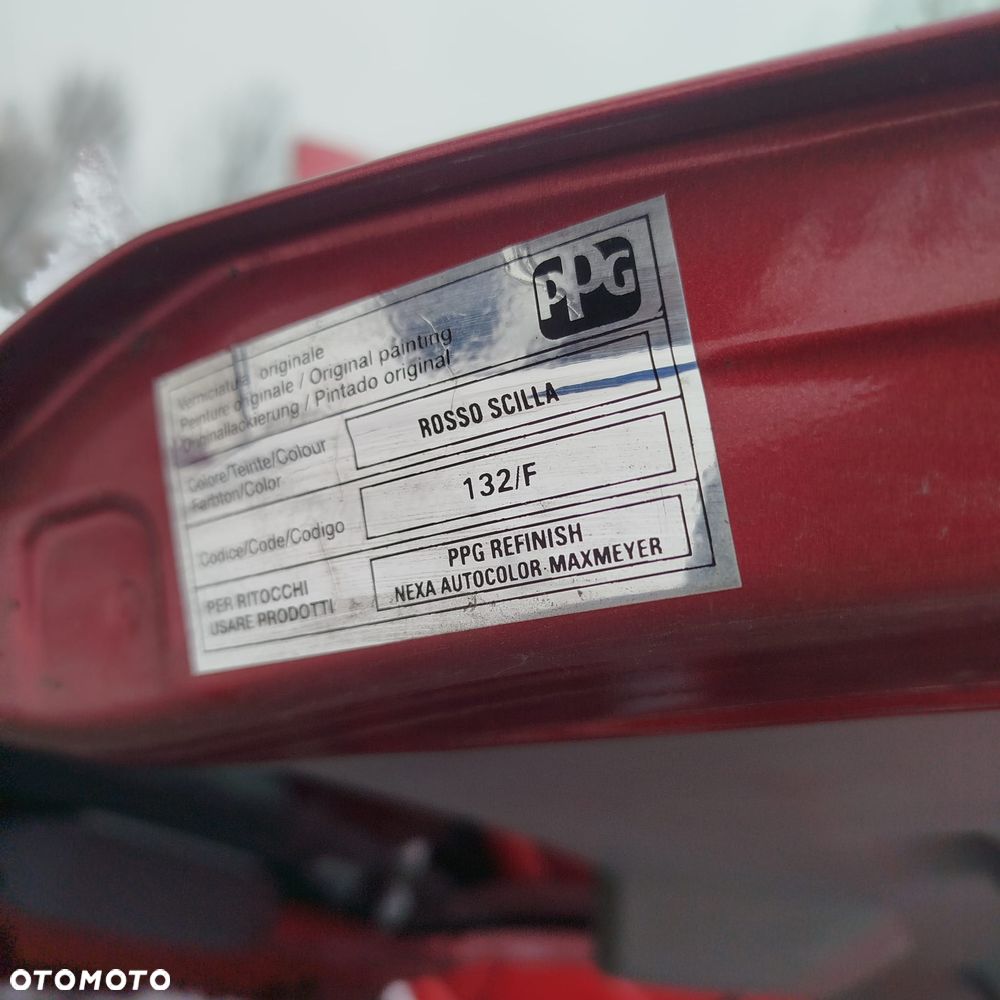 PPG
Verniciatura originale
Peinture originale / Original painting
Originallackierung / Pintado original
Colore/Teinte/Colour
Farbton/Color
ROSSO SCILLA
Codice/Code/Codigo
132/F
PER RITOCCHI
USARE PRODOTTI
PPG REFINISH
NEXA AUTOCOLOR-MAXMEYER
OTOMOTO